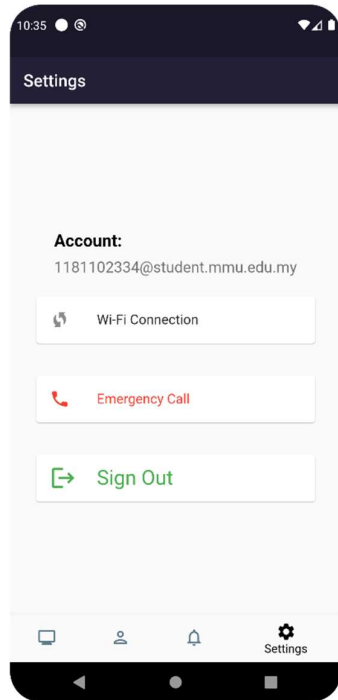 10:35
Settings
Account:
1181102334@student.mmu.edu.my
Wi-Fi Connection
Emergency Call
Sign Out
Settings